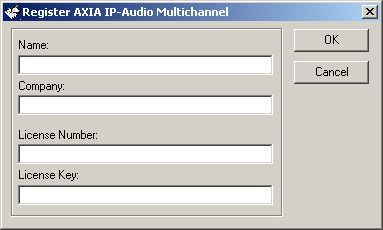 Register AXIA IP-Audio Multichannel
Name:
OK
Cancel
Company:
License Number:
License Key: